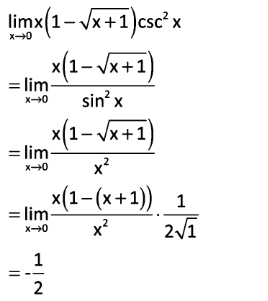 lim x→0 x(1−√(x+1))csc² x
= lim x→0 x(1−√(x+1)) / sin² x
= lim x→0 x(1−√(x+1)) / x²
= lim x→0 x(1−(x+1)) / x² · 1 / 2√1
= -1/2